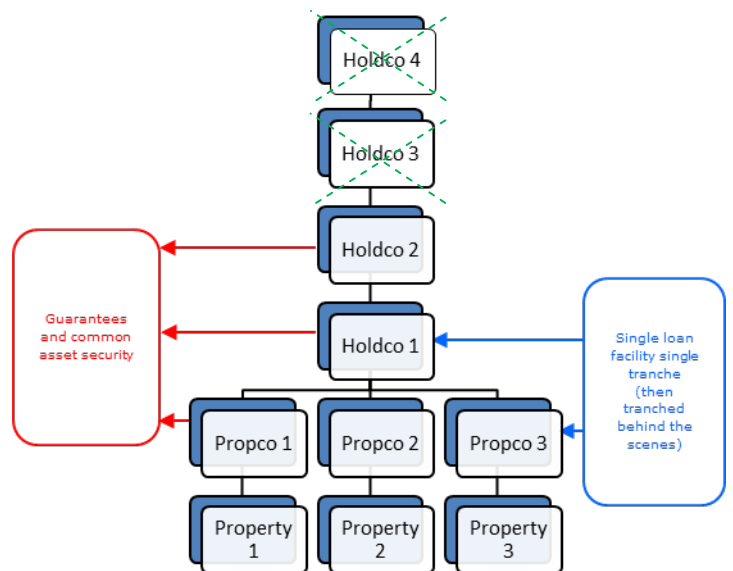 Holdco 4
Holdco 3
Holdco 2
Guarantees
and common
asset security
Holdco 1
Single loan
facility single
tranche
(then
tranched
behind the
scenes)
Propco 1
Propco 2
Propco 3
Property
1
Property
2
Property
3